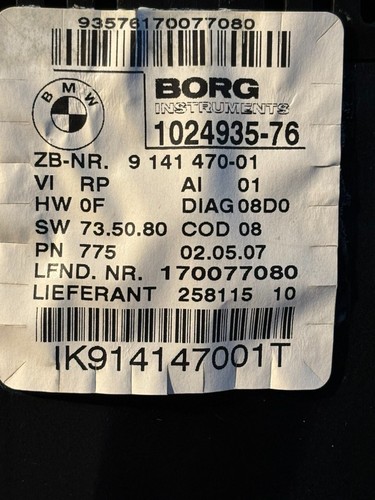 93576170077080
BMW
BORG
INSTRUMENTS
1024935-76
ZB-NR. 9 141 470-01
VI RP AI 01
HW 0F DIAG 08D0
SW 73.50.80 COD 08
PN 775 02.05.07
LFND. NR. 170077080
LIEFERANT 258115 10
IK914147001T